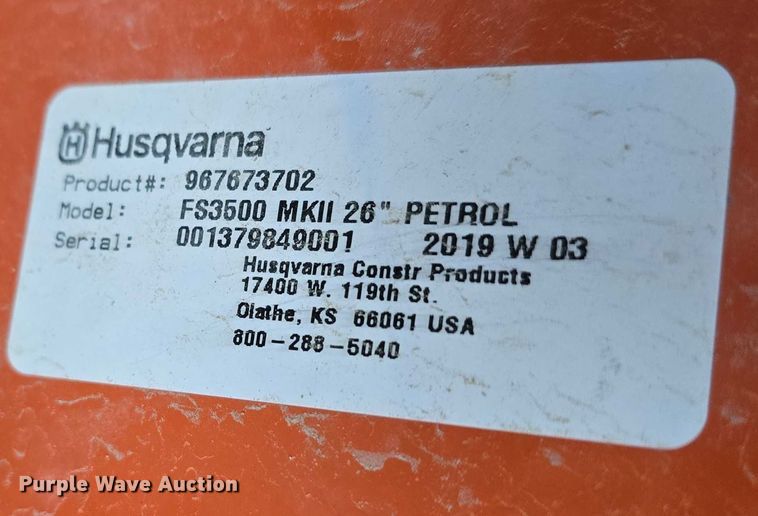 Husqvarna
Product#: 967673702
Model: FS3500 MKII 26" PETROL
Serial: 001379849001 2019 W 03
Husqvarna Constr Products
17400 W. 119th St.
Olathe, KS 66061 USA
800-288-5040
Purple Wave Auction